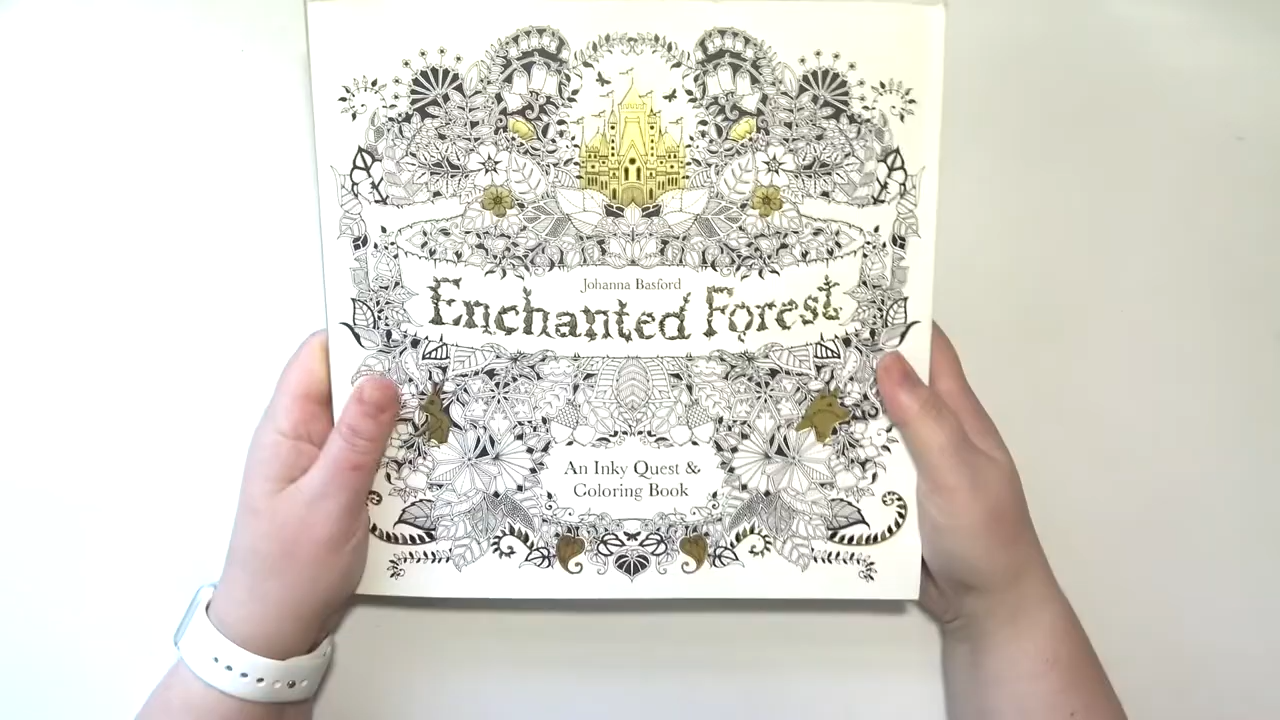 Johanna Basford
Enchanted Forest
An Inky Quest &
Coloring Book